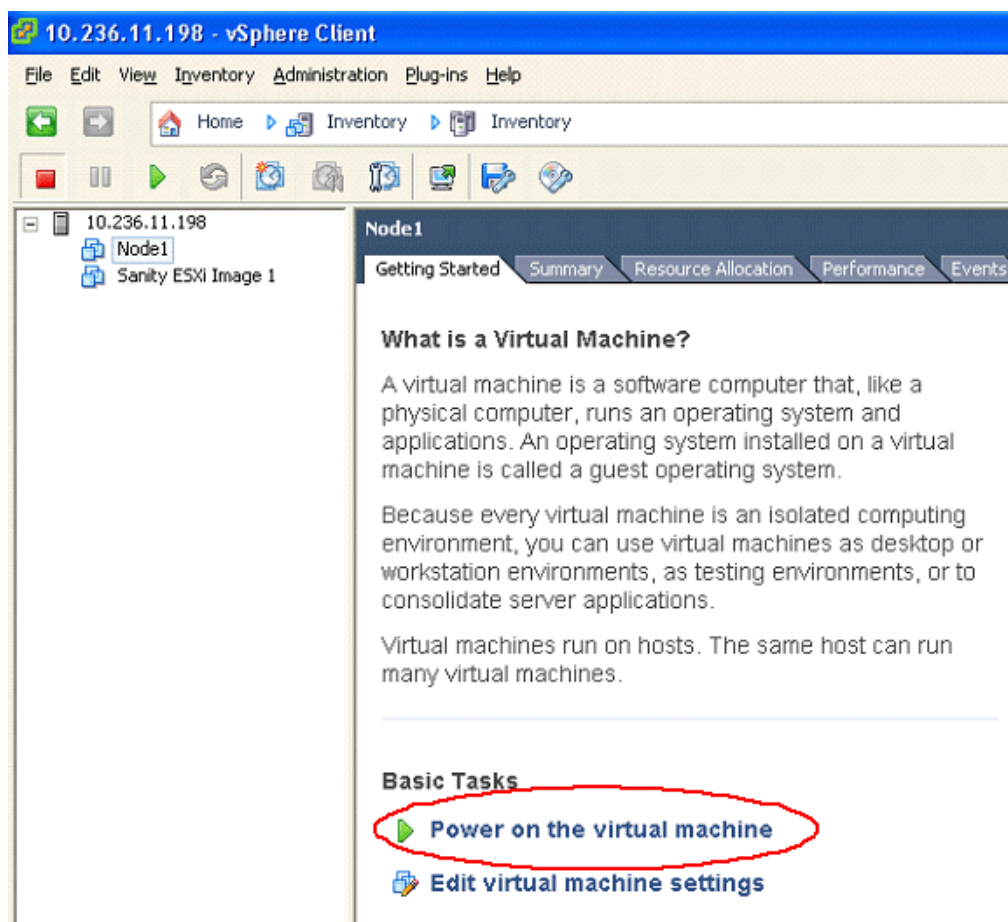 10.236.11.198 - vSphere Client
File Edit View Inventory Administration Plug-ins Help
Home Inventory Inventory
10.236.11.198
Node1
Sanity ESXi Image 1
Node1
Getting Started Summary Resource Allocation Performance Events
What is a Virtual Machine?
A virtual machine is a software computer that, like a
physical computer, runs an operating system and
applications. An operating system installed on a virtual
machine is called a guest operating system.
Because every virtual machine is an isolated computing
environment, you can use virtual machines as desktop or
workstation environments, as testing environments, or to
consolidate server applications.
Virtual machines run on hosts. The same host can run
many virtual machines.
Basic Tasks
Power on the virtual machine
Edit virtual machine settings